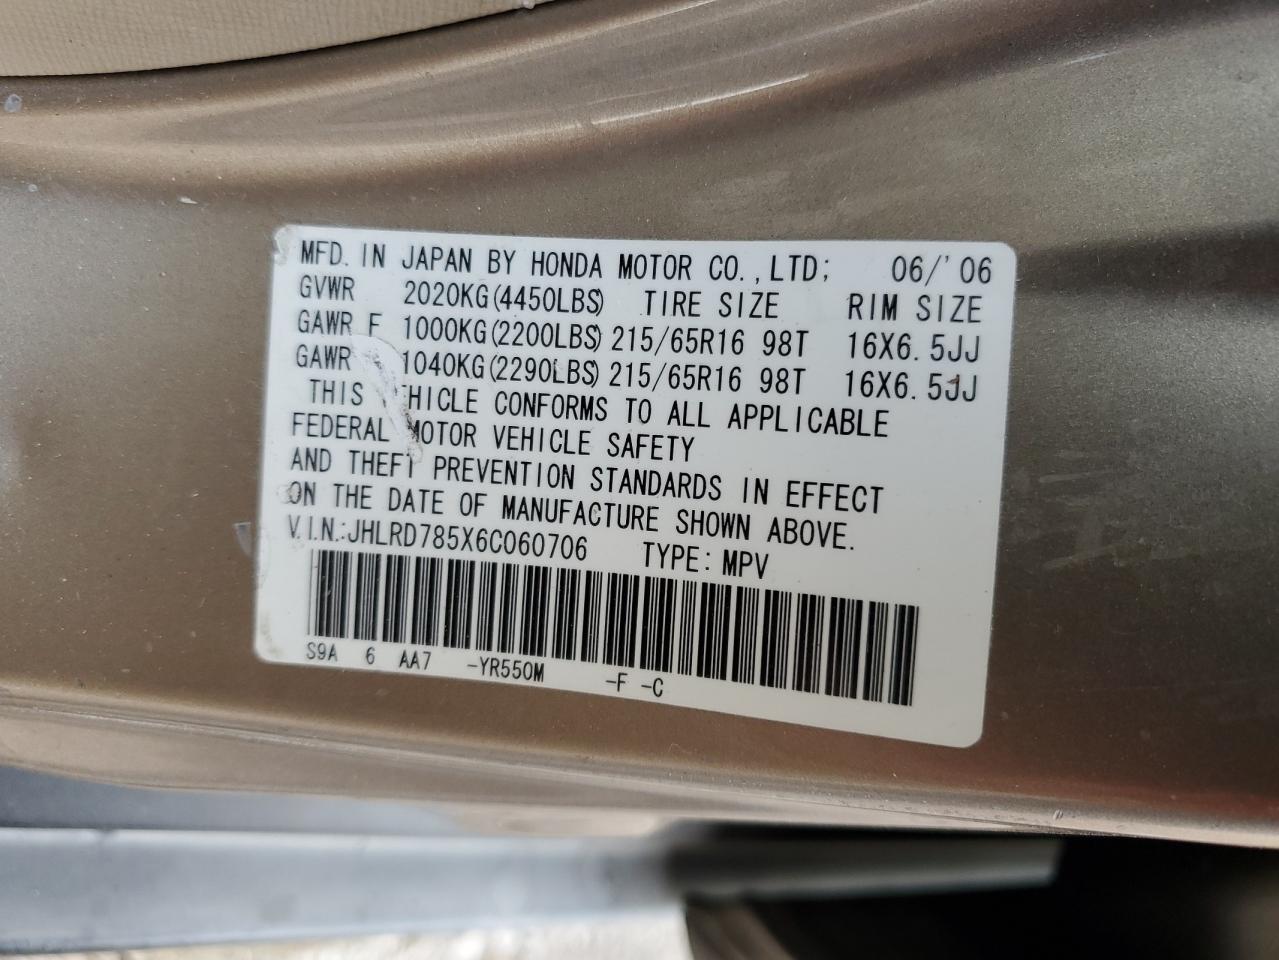 MFD. IN JAPAN BY HONDA MOTOR CO., LTD; 06/'06
GVWR 2020KG(4450LBS) TIRE SIZE RIM SIZE
GAWR F 1000KG(2200LBS) 215/65R16 98T 16X6.5JJ
GAWR 1040KG(2290LBS) 215/65R16 98T 16X6.5JJ
THIS VEHICLE CONFORMS TO ALL APPLICABLE
FEDERAL MOTOR VEHICLE SAFETY
AND THEFT PREVENTION STANDARDS IN EFFECT
ON THE DATE OF MANUFACTURE SHOWN ABOVE.
V.I.N.:JHLRD785X6C060706 TYPE: MPV
S9A 6 AA7 -YR550M -F -C